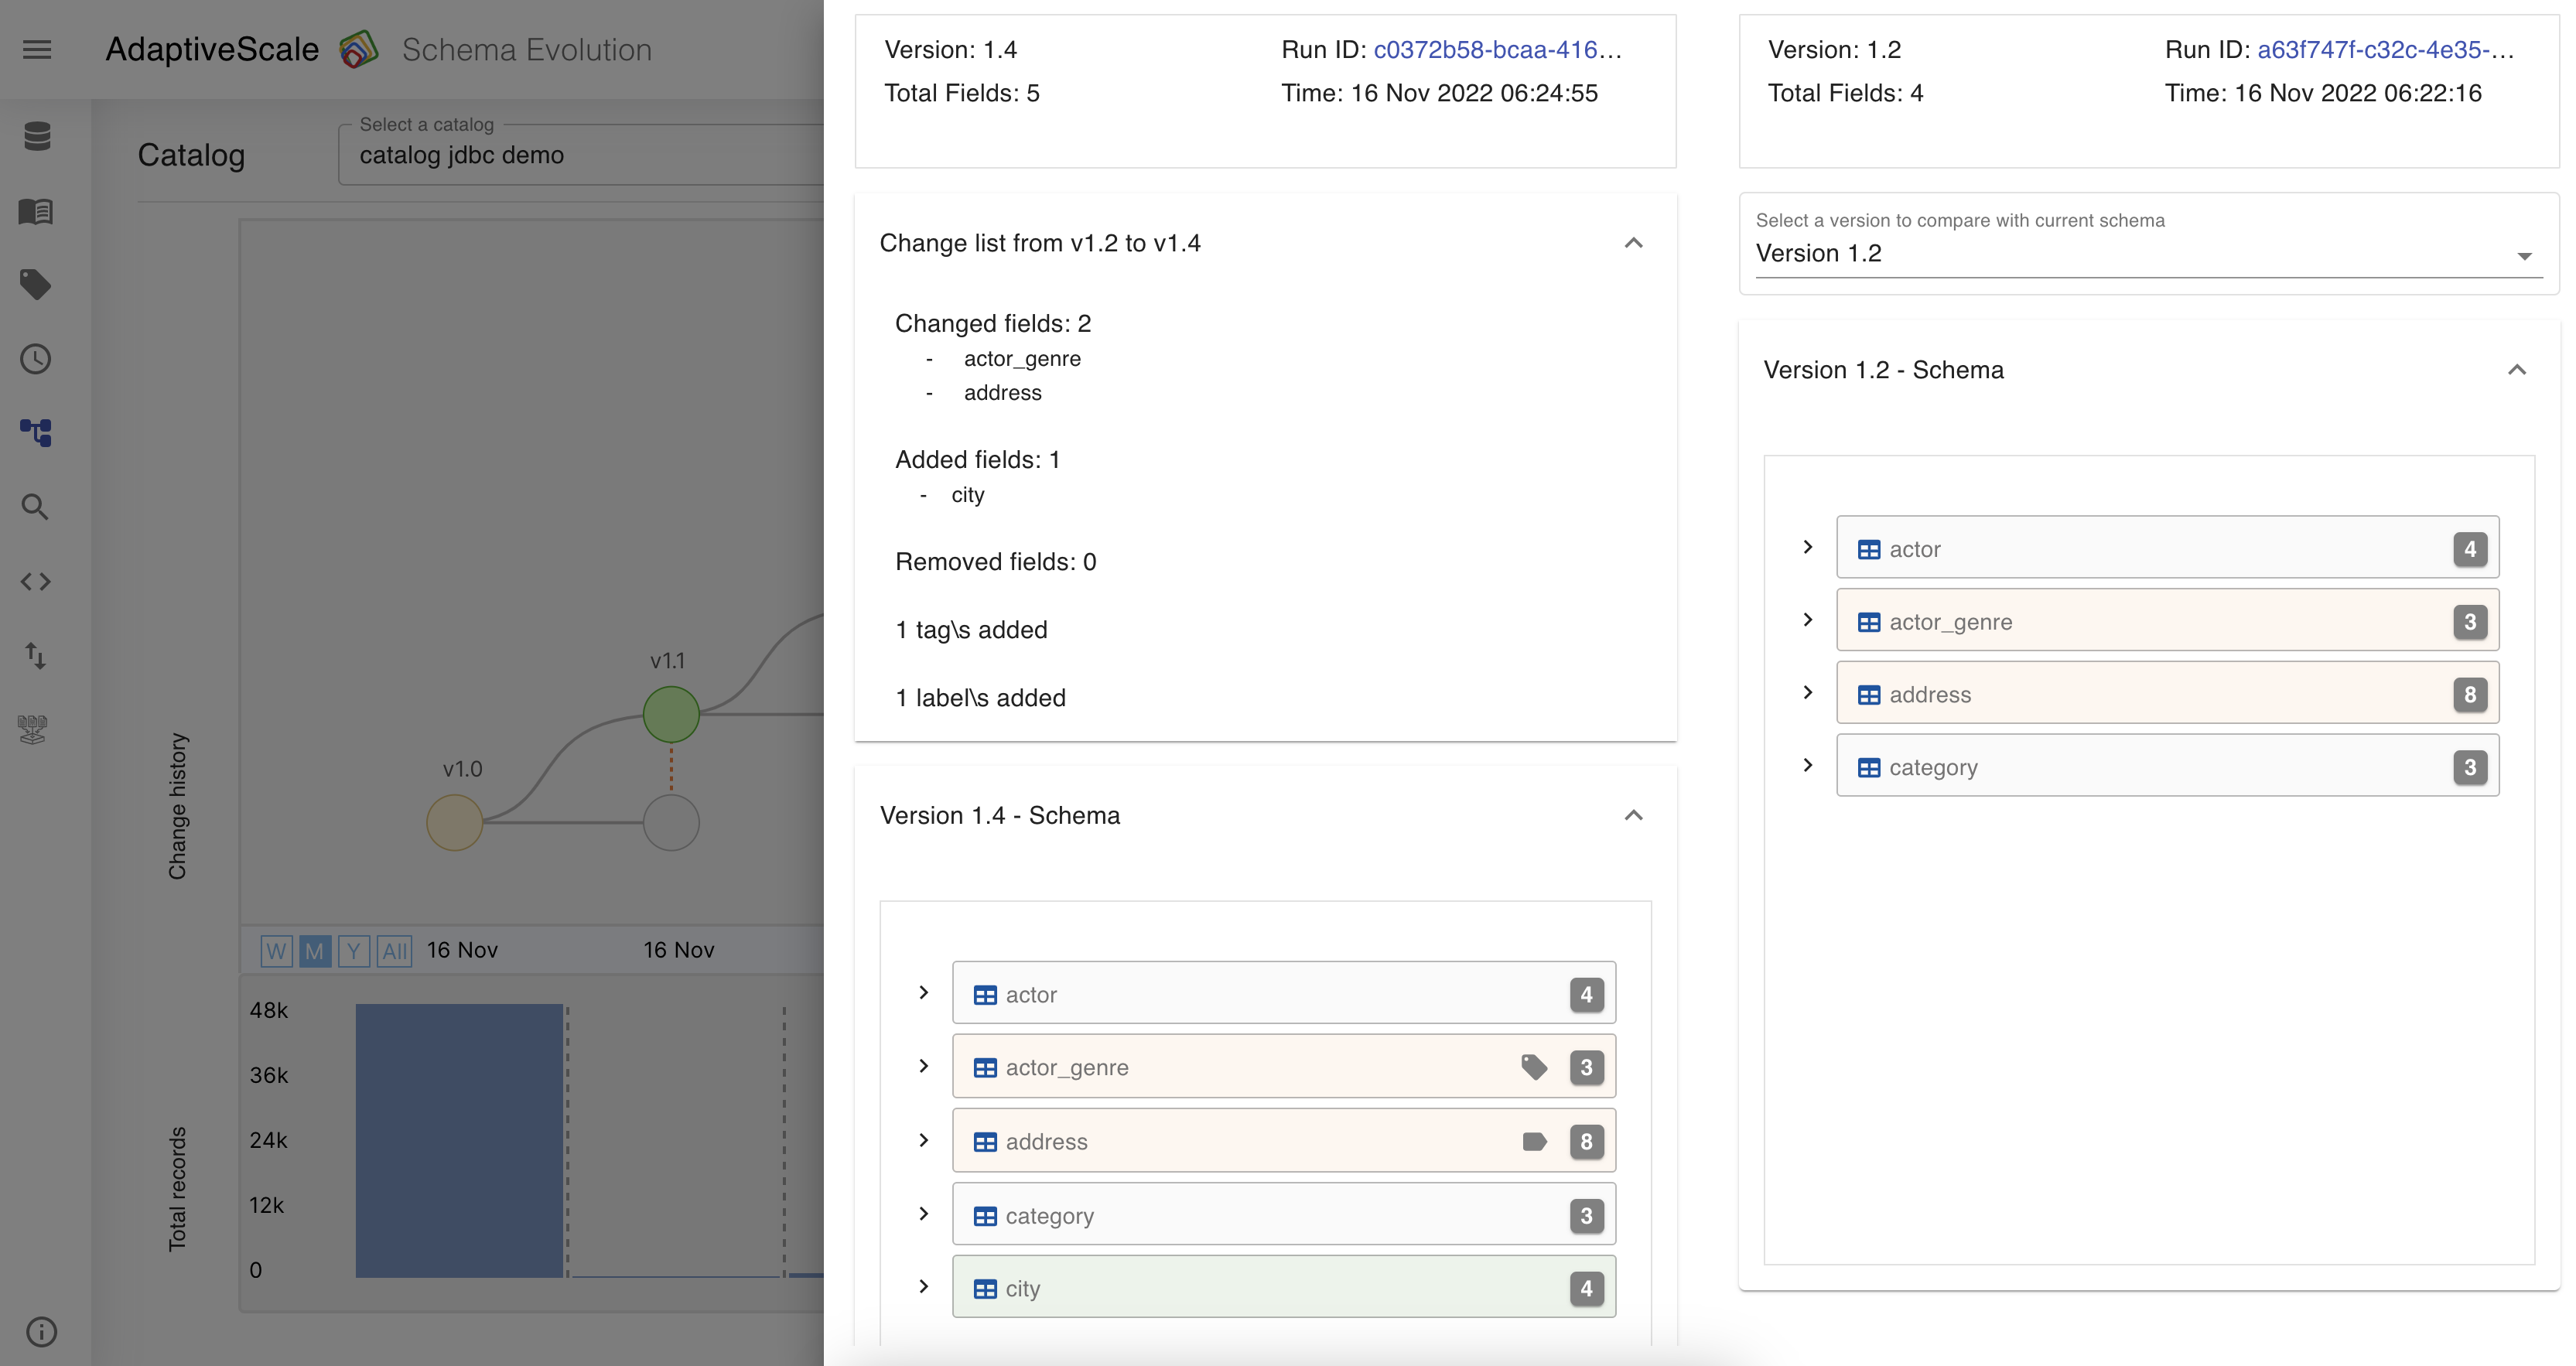 AdaptiveScale Schema Evolution
Catalog
Select a catalog
catalog jdbc demo
Change history
v1.0
v1.1
W M Y All 16 Nov 16 Nov
Total records
48k
36k
24k
12k
0
Version: 1.4 Run ID: c0372b58-bcaa-416...
Total Fields: 5 Time: 16 Nov 2022 06:24:55
Change list from v1.2 to v1.4
Changed fields: 2
- actor_genre
- address
Added fields: 1
- city
Removed fields: 0
1 tag\s added
1 label\s added
Version 1.4 - Schema
actor 4
actor_genre 3
address 8
category 3
city 4
Version: 1.2 Run ID: a63f747f-c32c-4e35-...
Total Fields: 4 Time: 16 Nov 2022 06:22:16
Select a version to compare with current schema
Version 1.2
Version 1.2 - Schema
actor 4
actor_genre 3
address 8
category 3